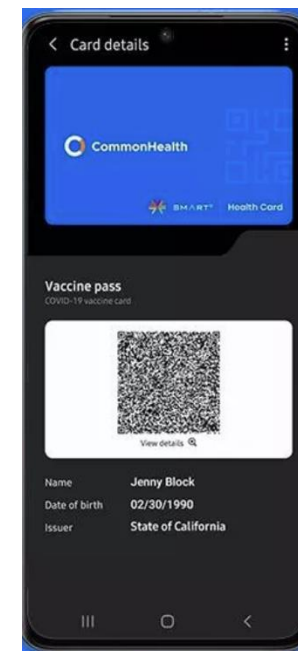 Card details
CommonHealth
SMART® Health Card
Vaccine pass
COVID-19 vaccine card
View details
Name Jenny Block
Date of birth 02/30/1990
Issuer State of California